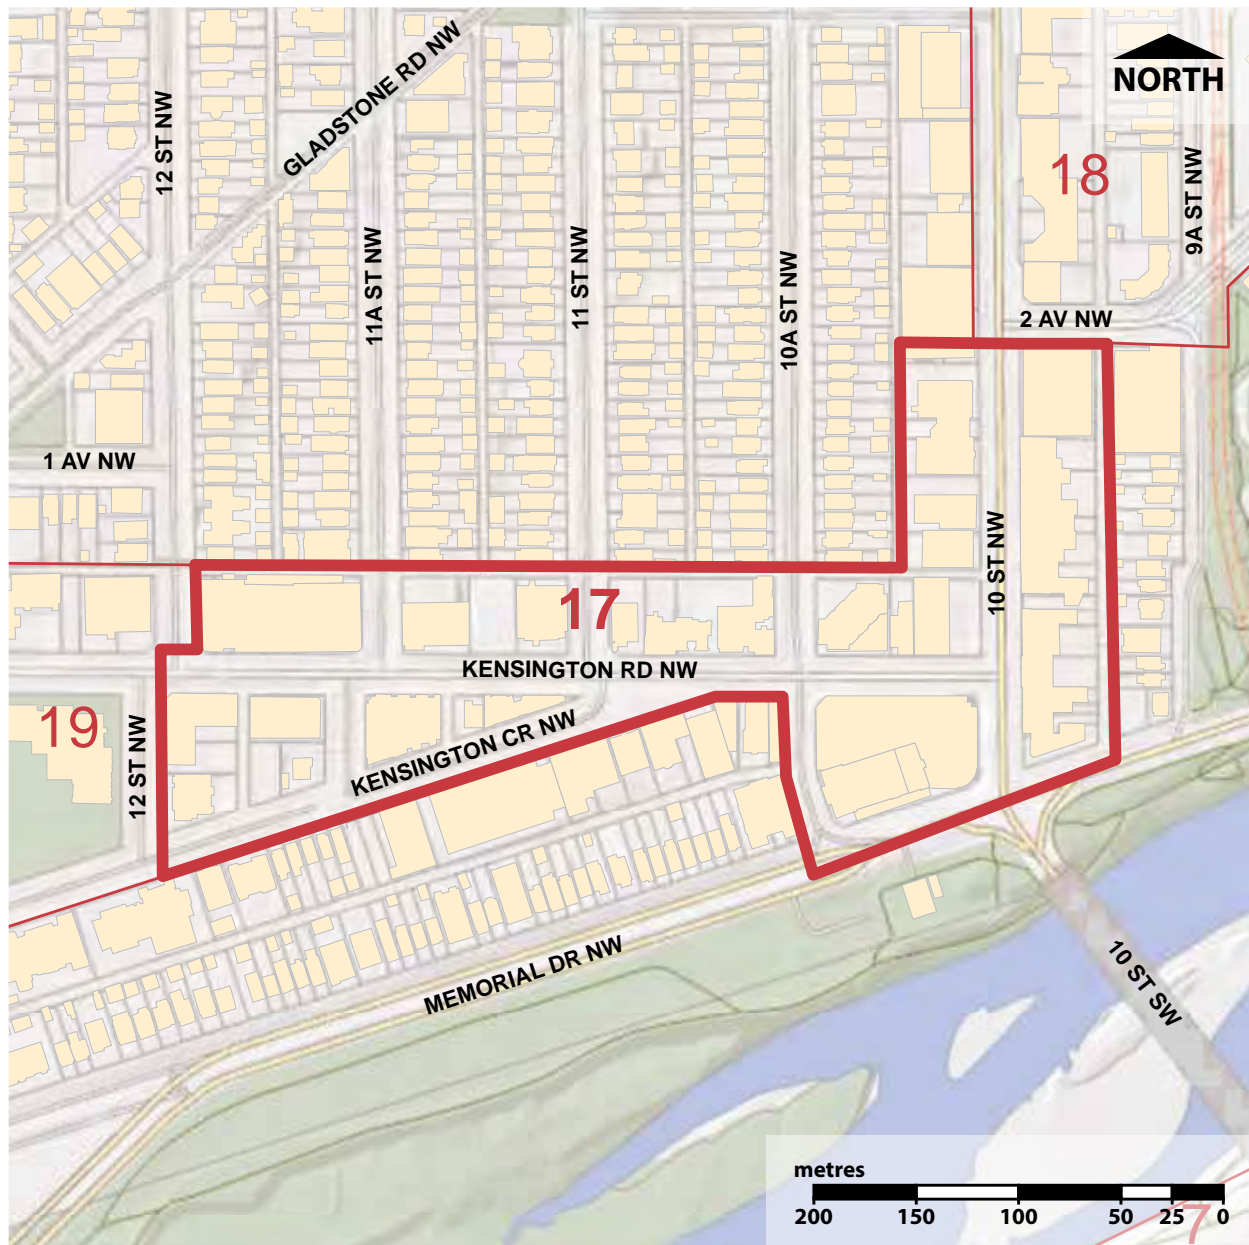 GLADSTONE RD NW
NORTH
12 ST NW
18
9A ST NW
11A ST NW
11 ST NW
10A ST NW
2 AV NW
1 AV NW
10 ST NW
17
KENSINGTON RD NW
19
12 ST NW
KENSINGTON CR NW
MEMORIAL DR NW
10 ST SW
metres
200 150 100 50 25 0
7